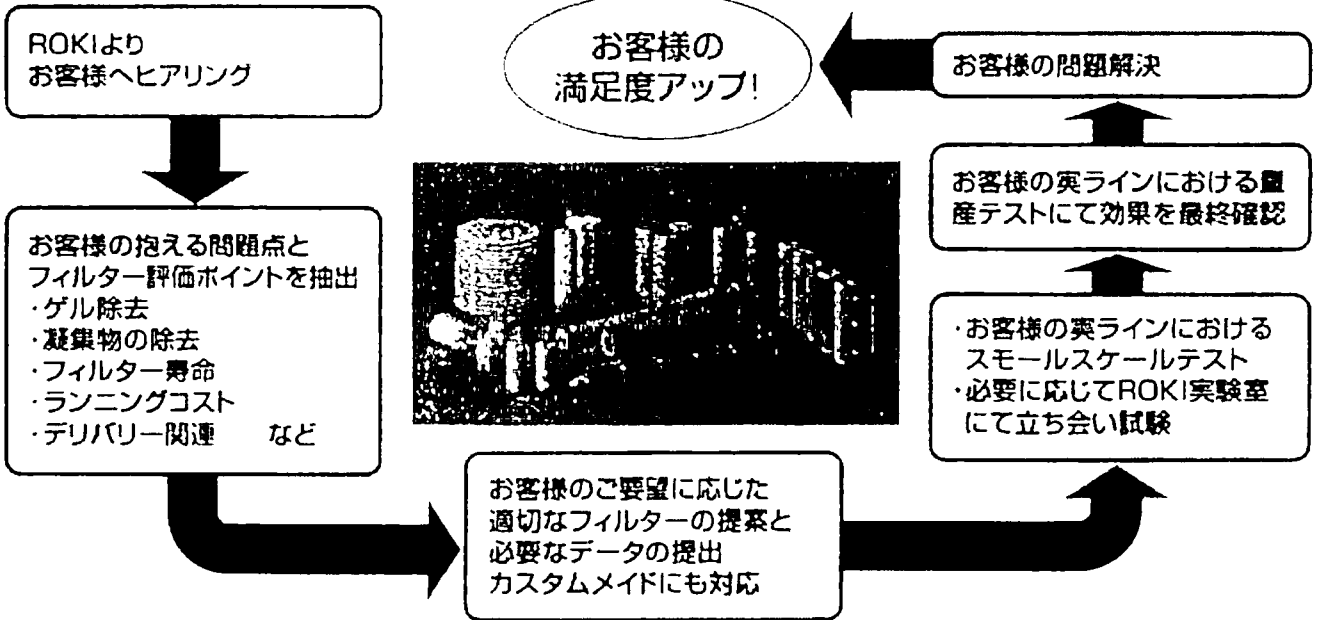 ROKIより
お客様へヒアリング
お客様の抱える問題点と
フィルター評価ポイントを抽出
・ゲル除去
・凝集物の除去
・フィルター寿命
・ランニングコスト
・デリバリー関連 など
お客様のご要望に応じた
適切なフィルターの提案と
必要なデータの提出
カスタムメイドにも対応
・お客様の実ラインにおける
スモールスケールテスト
・必要に応じてROKI実験室
にて立ち会い試験
お客様の実ラインにおける量
産テストにて効果を最終確認
お客様の問題解決
お客様の
満足度アップ!